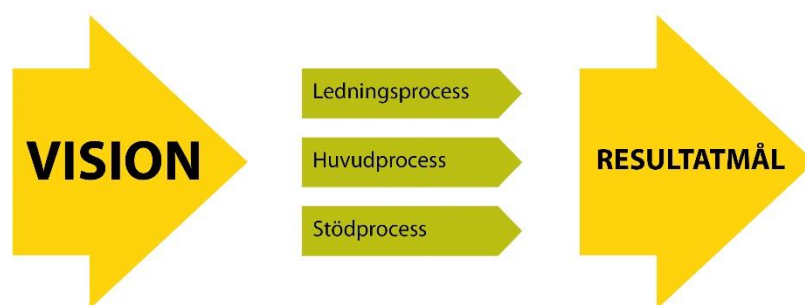 VISION
Ledningsprocess
Huvudprocess
Stödprocess
RESULTATMÅL